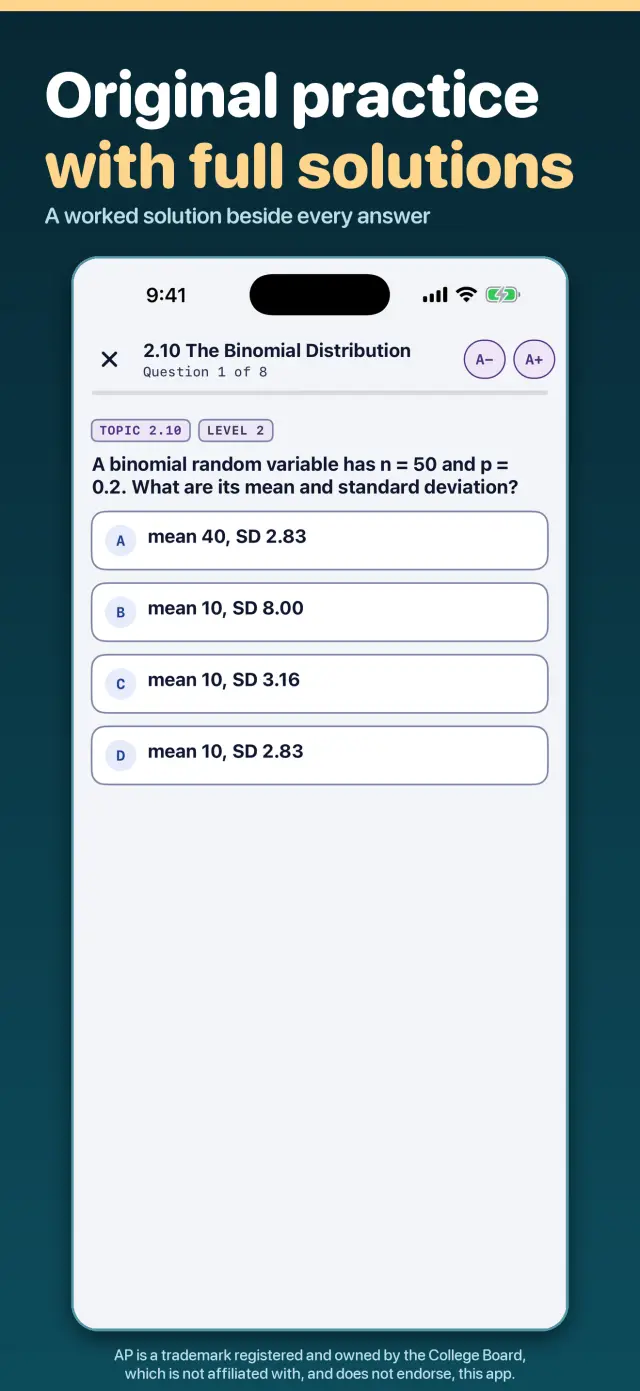 Original practice
with full solutions
A worked solution beside every answer
9:41
2.10 The Binomial Distribution
Question 1 of 8
A−
A+
TOPIC 2.10
LEVEL 2
A binomial random variable has n = 50 and p =
0.2. What are its mean and standard deviation?
A
mean 40, SD 2.83
B
mean 10, SD 8.00
C
mean 10, SD 3.16
D
mean 10, SD 2.83
AP is a trademark registered and owned by the College Board,
which is not affiliated with, and does not endorse, this app.